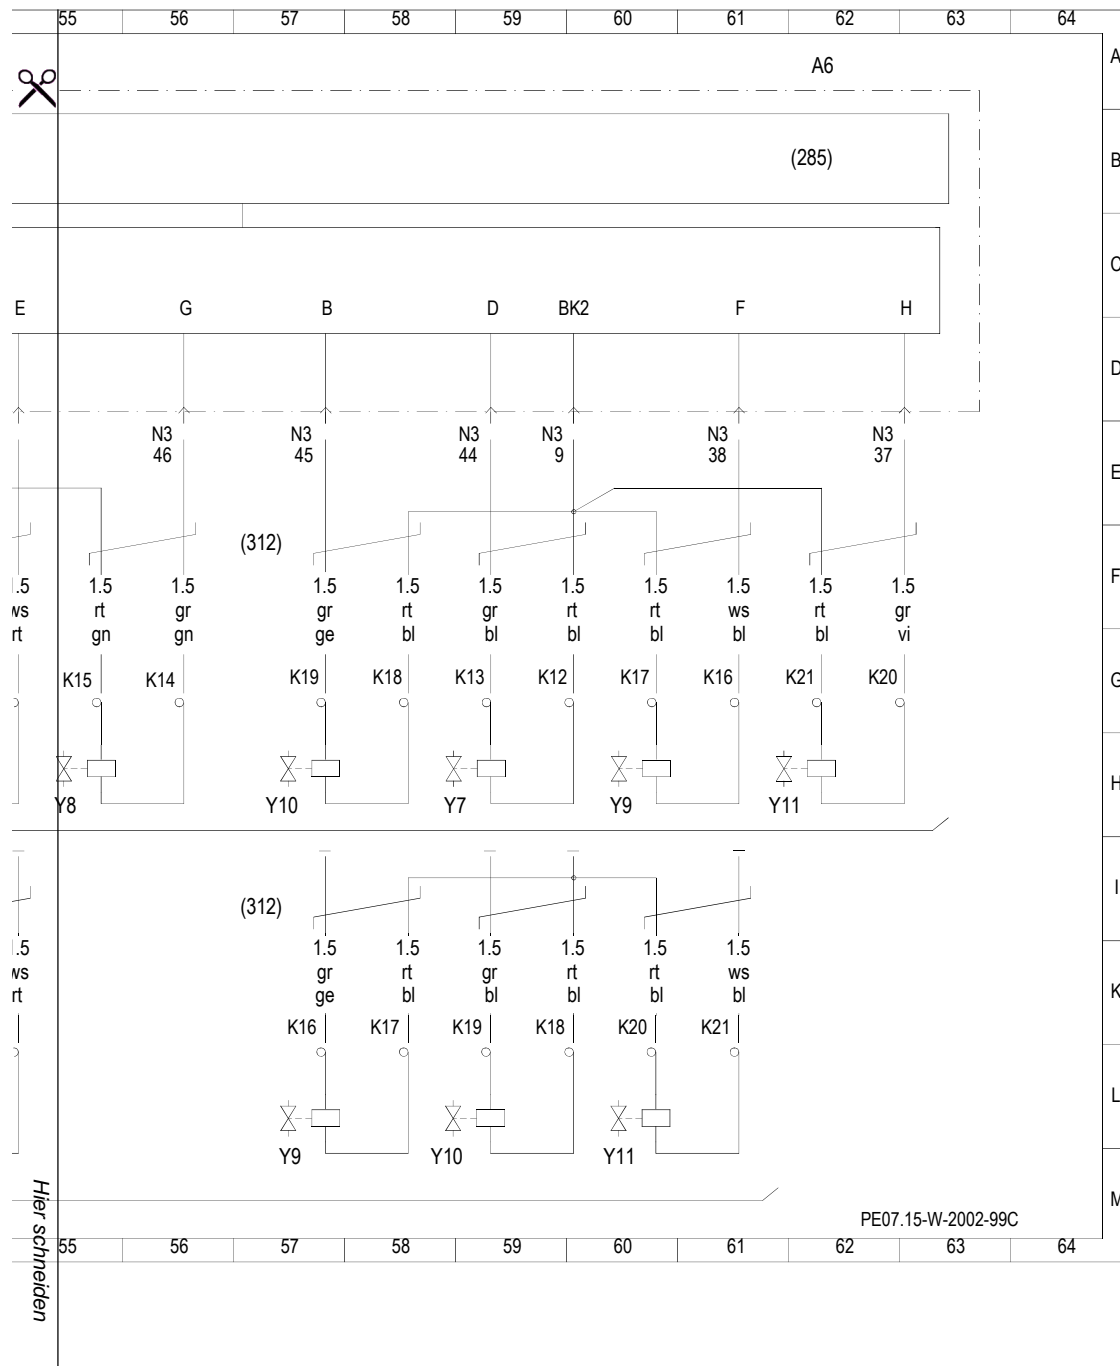 55 56 57 58 59 60 61 62 63 64
A
A6
B
(285)
C
E G B D BK2 F H
D
N3 N3 N3 N3 N3 N3
46 45 44 9 38 37
E
(312)
F
1.5 1.5 1.5 1.5 1.5 1.5 1.5 1.5 1.5 1.5
ws rt gr gr rt gr rt rt ws rt gr
rt gn gn ge bl bl bl bl bl bl vi
K15 K14 K19 K18 K13 K12 K17 K16 K21 K20
G
H
Y8 Y10 Y7 Y9 Y11
I
(312)
.5 1.5 1.5 1.5 1.5 1.5 1.5
ws gr rt gr rt rt ws
rt ge bl bl bl bl bl
K
K16 K17 K19 K18 K20 K21
L
Y9 Y10 Y11
M
PE07.15-W-2002-99C
55 56 57 58 59 60 61 62 63 64
Hier schneiden